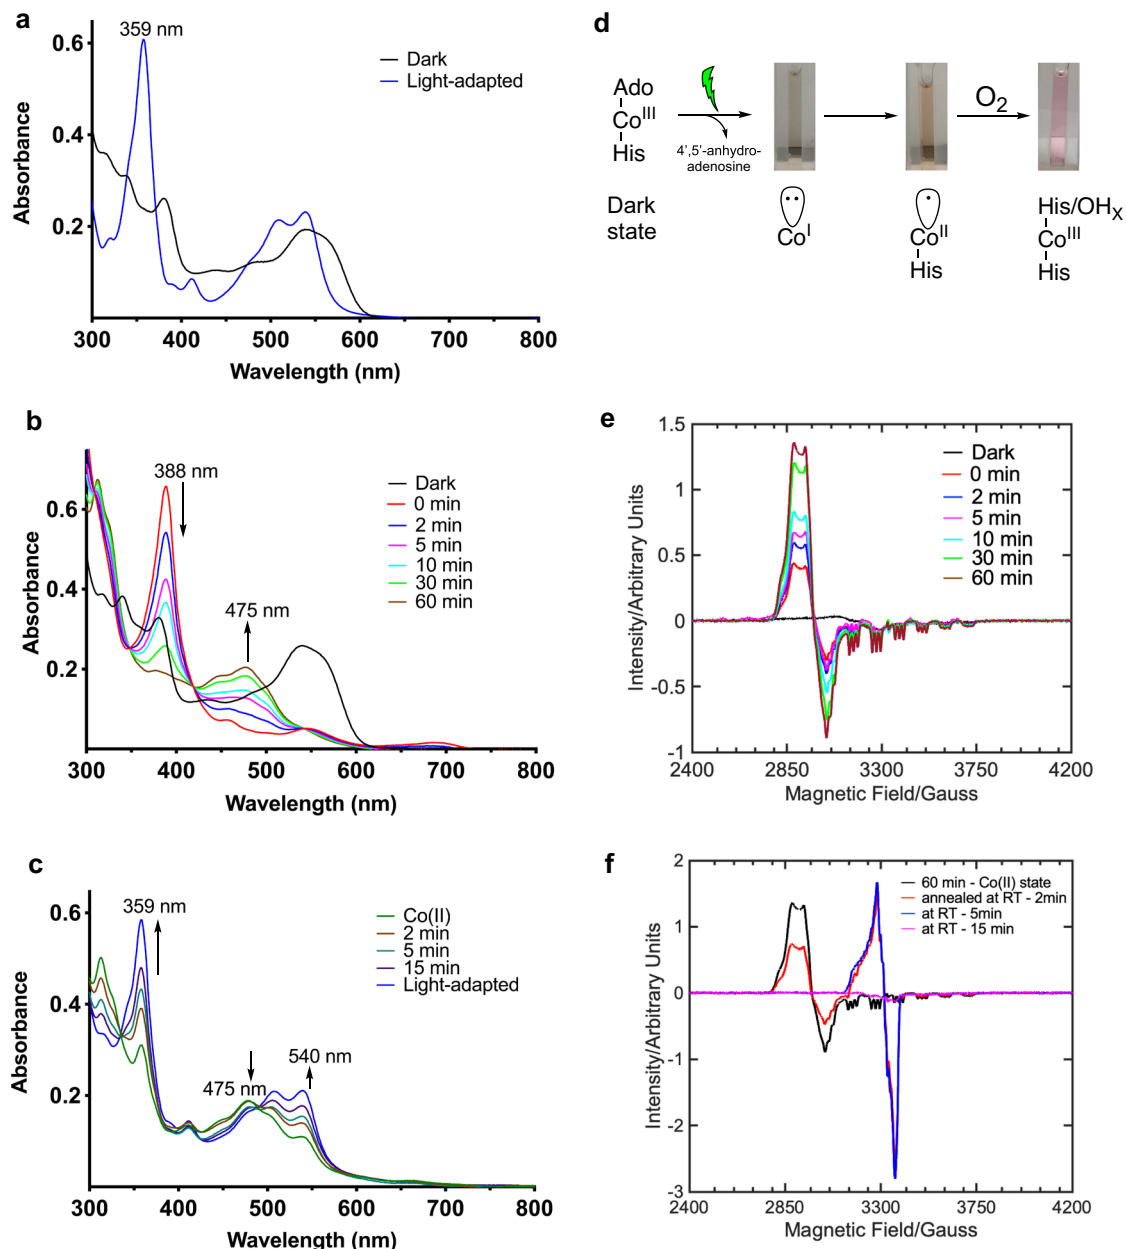 a
359 nm
0.6
0.4
0.2
Absorbance
Dark
Light-adapted
300
400
500
600
700
800
Wavelength (nm)
b
388 nm
0.6
0.4
0.2
475 nm
Absorbance
Dark
0 min
2 min
5 min
10 min
30 min
60 min
300
400
500
600
700
800
Wavelength (nm)
c
359 nm
0.6
0.4
0.2
475 nm
540 nm
Absorbance
Co(II)
2 min
5 min
15 min
Light-adapted
300
400
500
600
700
800
Wavelength (nm)
d
Ado
Co^III
His
4',5'-anhydro-
adenosine
O₂
Dark
state
Co^I
Co^II
His
His/OH_X
Co^III
His
e
1.5
1
0.5
0
-0.5
-1
Intensity/Arbitrary Units
Dark
0 min
2 min
5 min
10 min
30 min
60 min
2400
2850
3300
3750
4200
Magnetic Field/Gauss
f
2
1
0
-1
-2
-3
Intensity/Arbitrary Units
60 min - Co(II) state
annealed at RT - 2min
at RT - 5min
at RT - 15 min
2400
2850
3300
3750
4200
Magnetic Field/Gauss